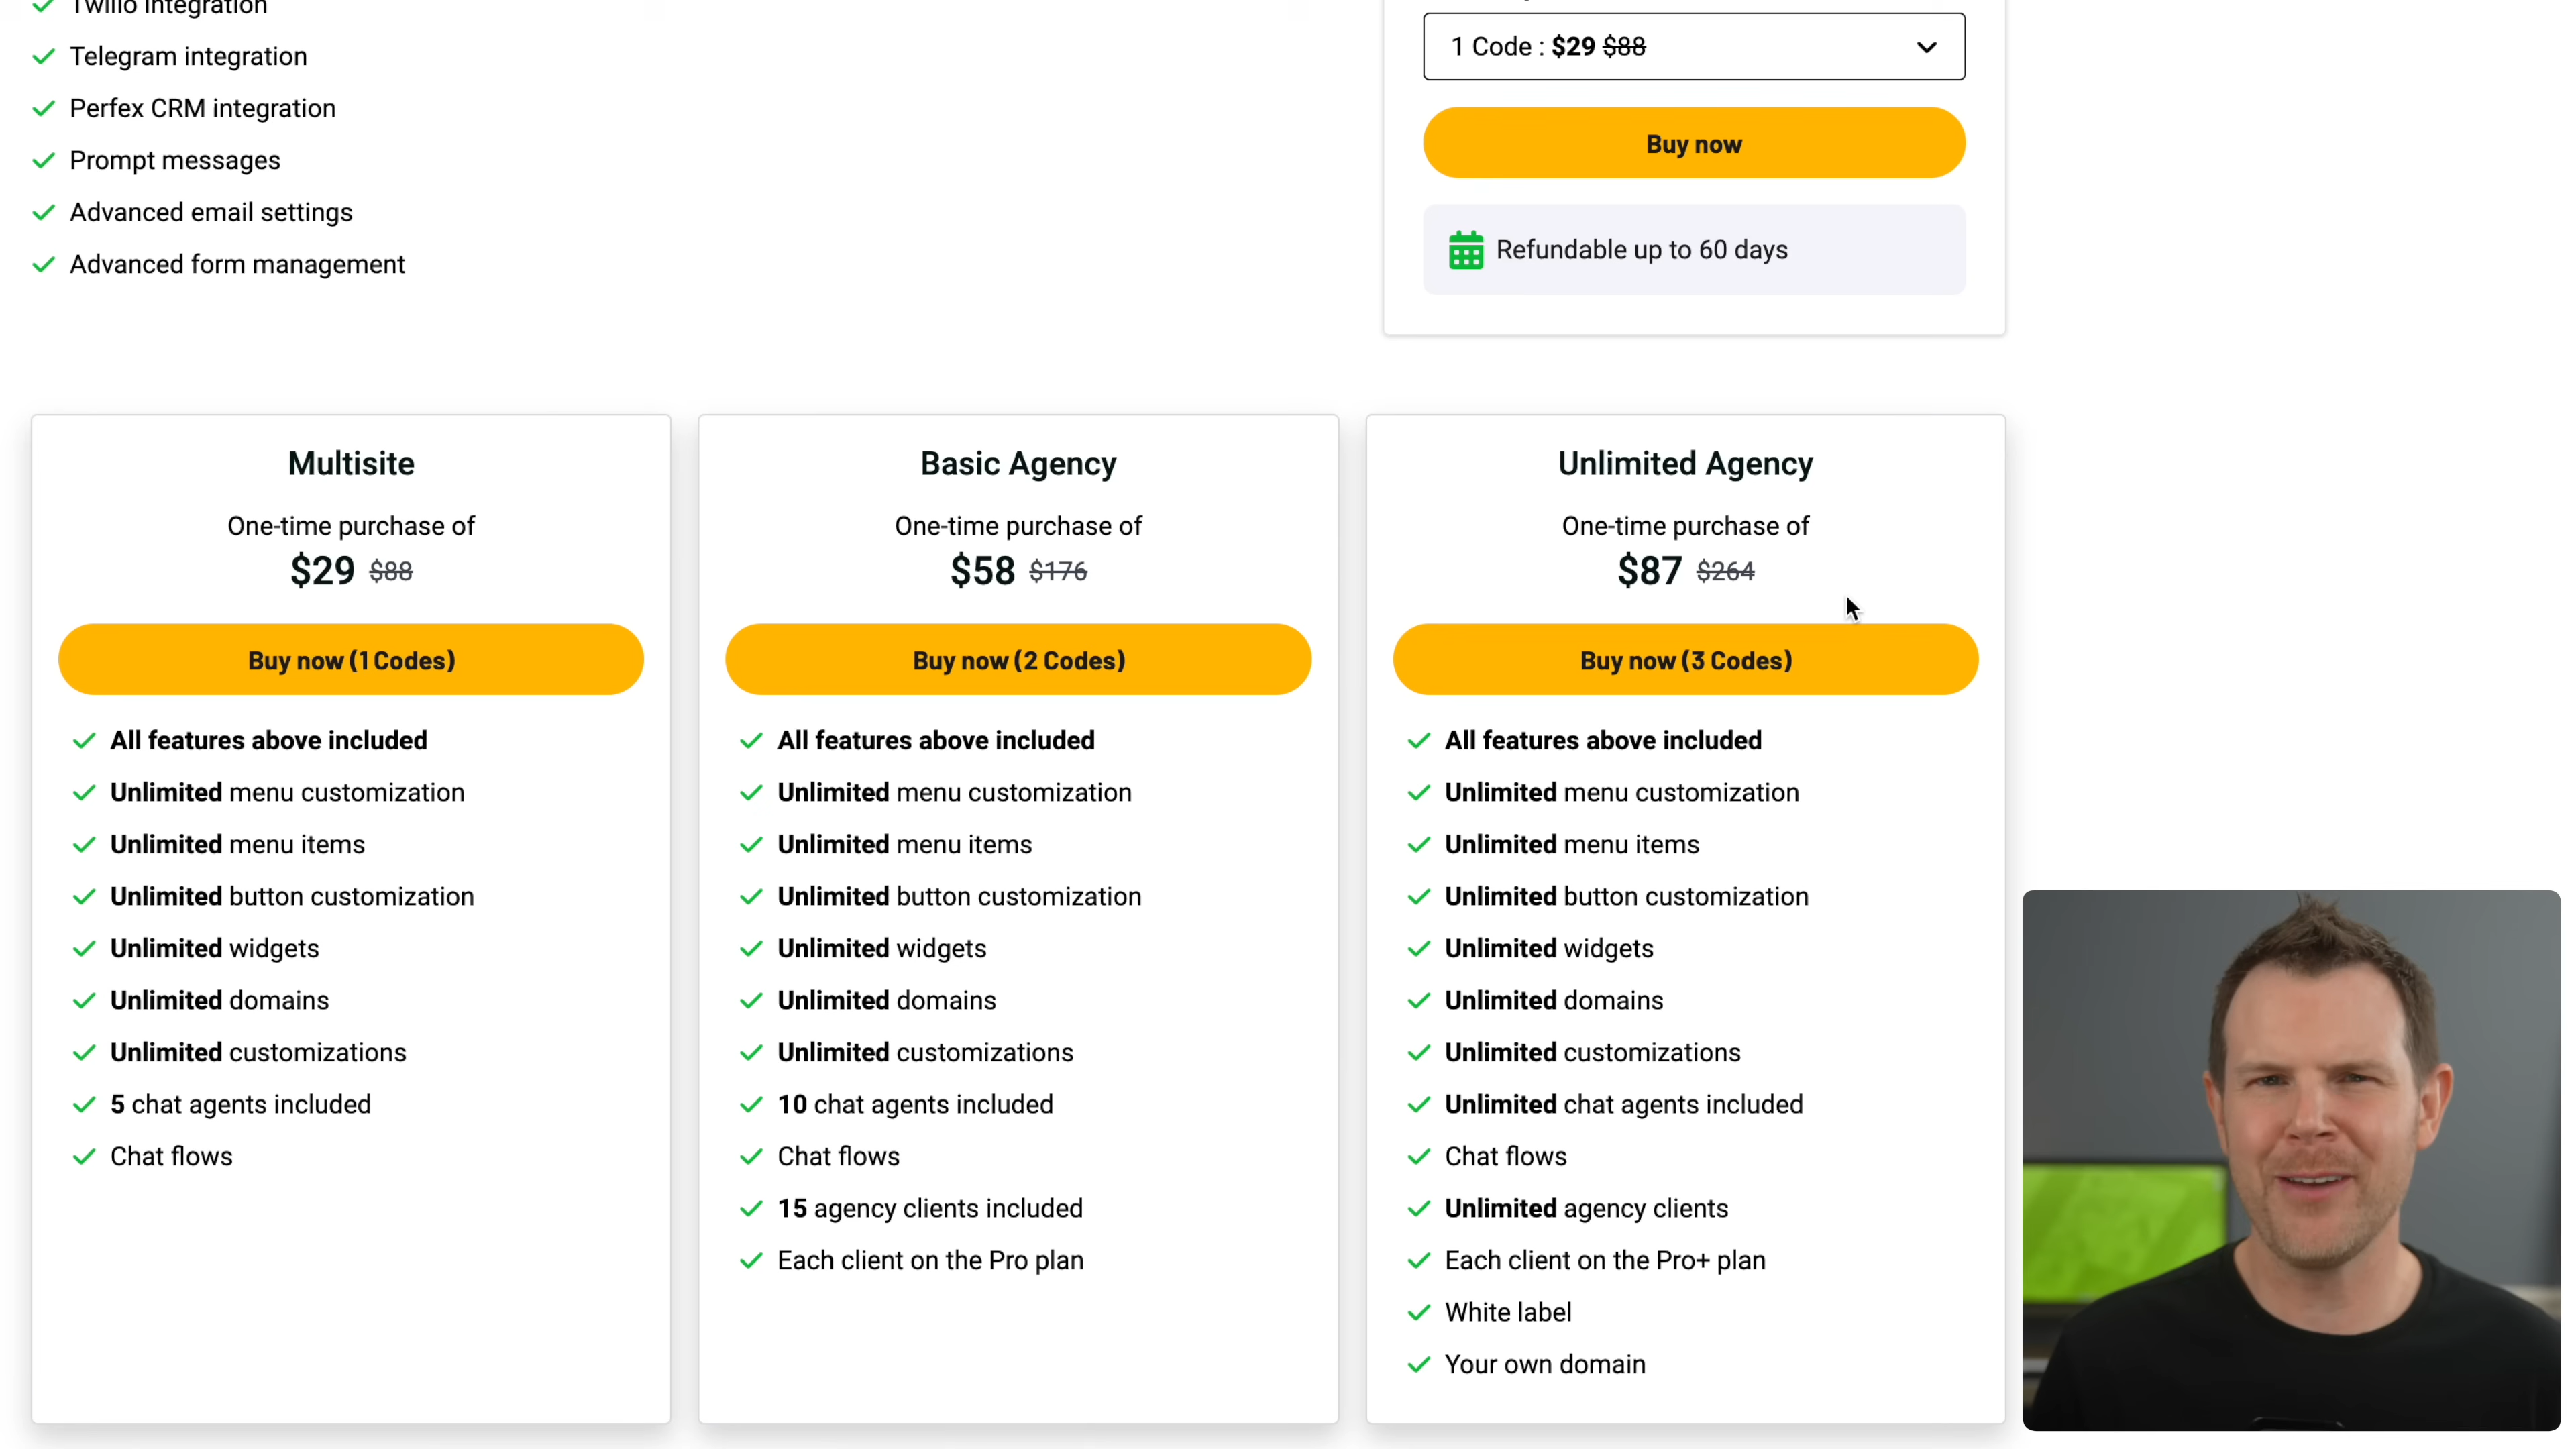 Twilio integration
Telegram integration
Perfex CRM integration
Prompt messages
Advanced email settings
Advanced form management
1 Code : $29 $88
Buy now
Refundable up to 60 days
Multisite
One-time purchase of
$29 $88
Buy now (1 Codes)
All features above included
Unlimited menu customization
Unlimited menu items
Unlimited button customization
Unlimited widgets
Unlimited domains
Unlimited customizations
5 chat agents included
Chat flows
Basic Agency
One-time purchase of
$58 $176
Buy now (2 Codes)
All features above included
Unlimited menu customization
Unlimited menu items
Unlimited button customization
Unlimited widgets
Unlimited domains
Unlimited customizations
10 chat agents included
Chat flows
15 agency clients included
Each client on the Pro plan
Unlimited Agency
One-time purchase of
$87 $264
Buy now (3 Codes)
All features above included
Unlimited menu customization
Unlimited menu items
Unlimited button customization
Unlimited widgets
Unlimited domains
Unlimited customizations
Unlimited chat agents included
Chat flows
Unlimited agency clients
Each client on the Pro+ plan
White label
Your own domain